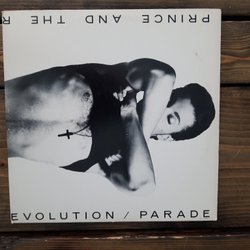 PRINCE AND THE R
EVOLUTION / PARADE